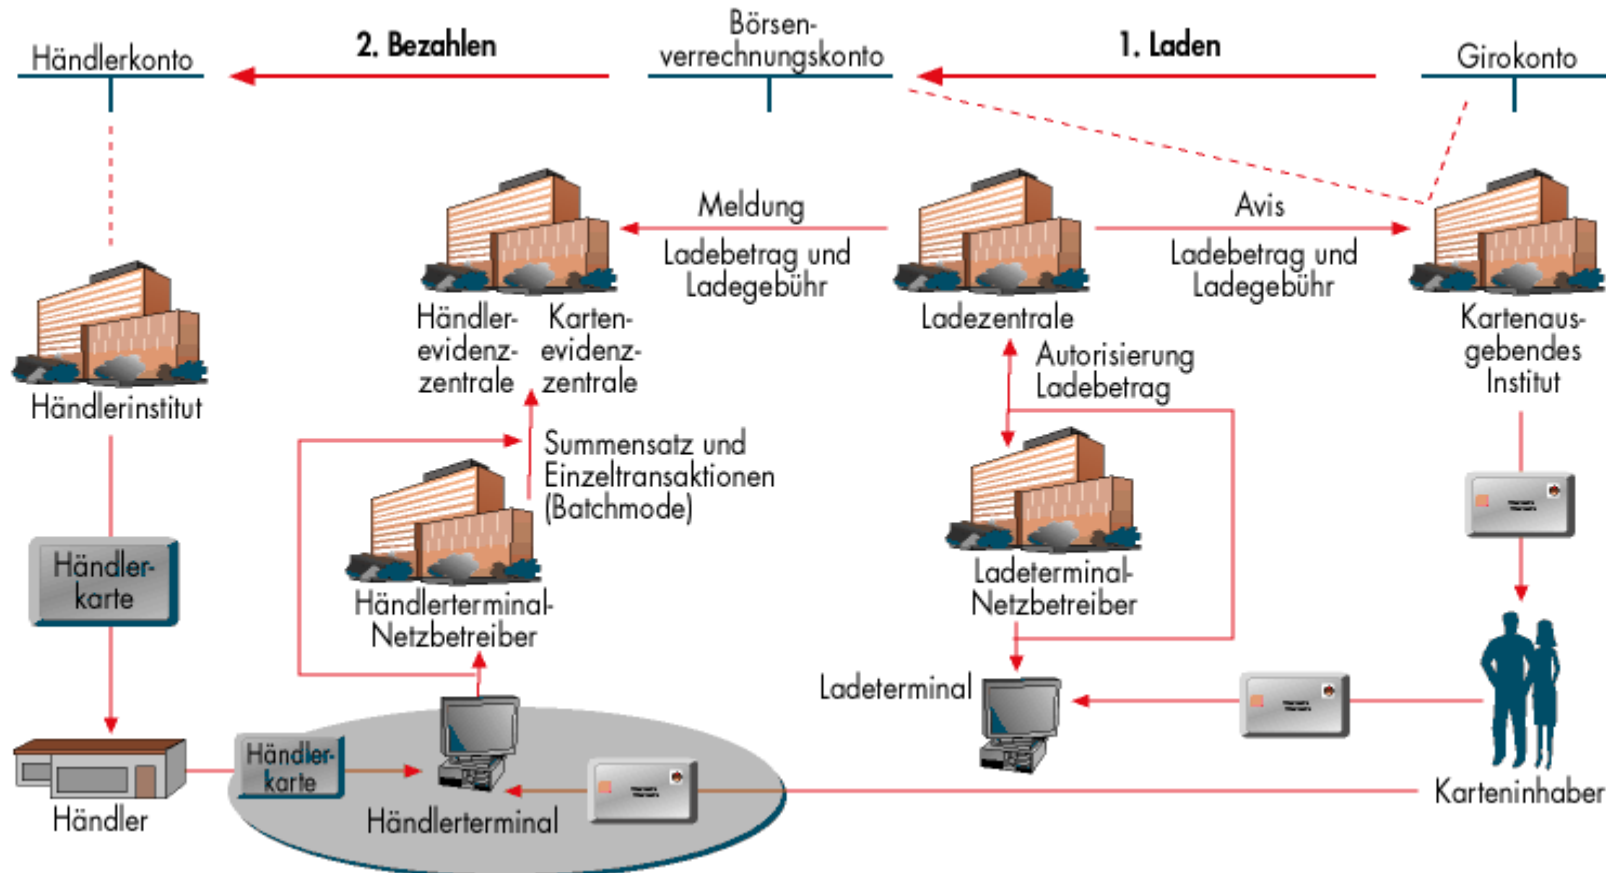 Händlerkonto
2. Bezahlen
Börsen-
verrechnungskonto
1. Laden
Girokonto
Meldung
Ladebetrag und
Ladegebühr
Avis
Ladebetrag und
Ladegebühr
Händler-
evidenz-
zentrale
Karten-
evidenz-
zentrale
Ladezentrale
Kartenaus-
gebendes
Institut
Händlerinstitut
Autorisierung
Ladebetrag
Summensatz und
Einzeltransaktionen
(Batchmode)
Händler-
karte
Händlerterminal-
Netzbetreiber
Ladeterminal-
Netzbetreiber
Ladeterminal
Händler-
karte
Händler
Händlerterminal
Karteninhaber